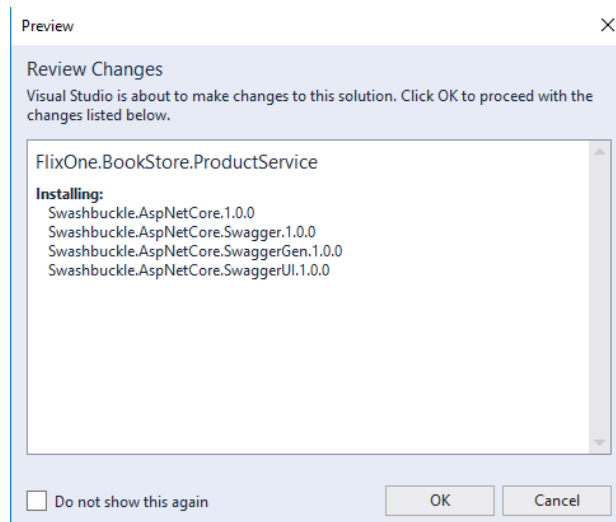 Preview
Review Changes
Visual Studio is about to make changes to this solution. Click OK to proceed with the
changes listed below.
FlixOne.BookStore.ProductService
Installing:
Swashbuckle.AspNetCore.1.0.0
Swashbuckle.AspNetCore.Swagger.1.0.0
Swashbuckle.AspNetCore.SwaggerGen.1.0.0
Swashbuckle.AspNetCore.SwaggerUI.1.0.0
Do not show this again
OK
Cancel